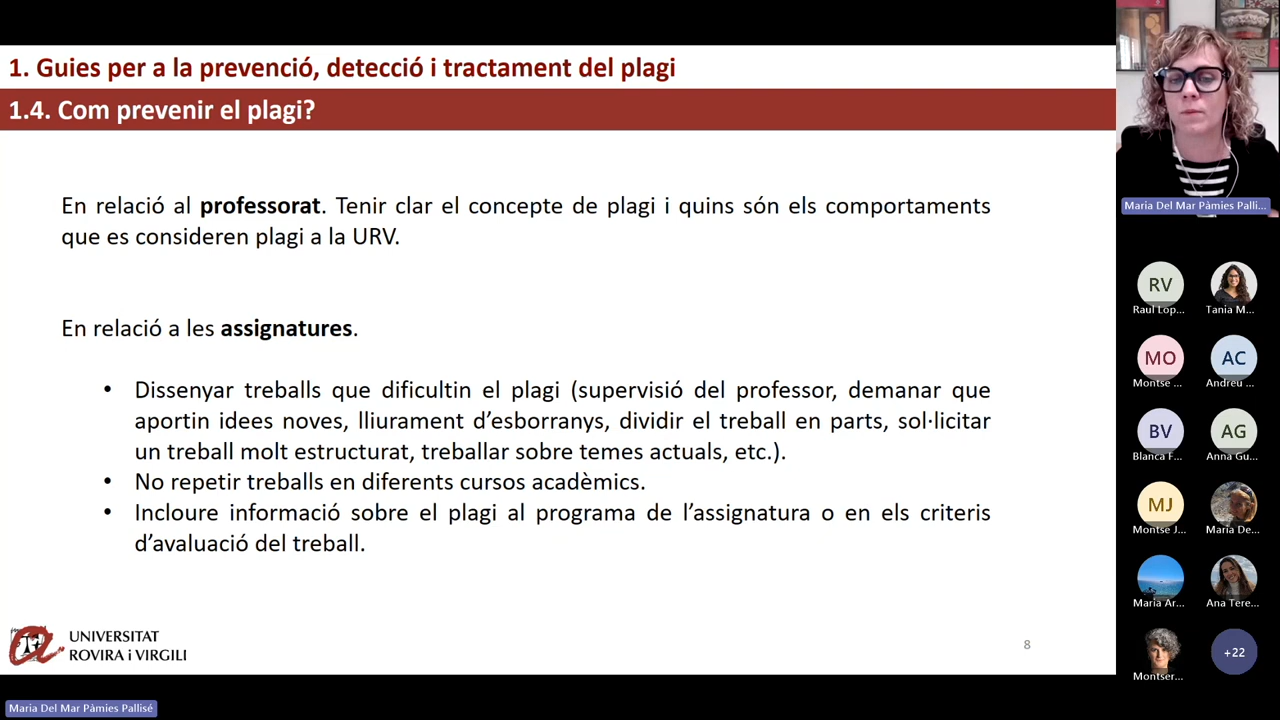 1. Guies per a la prevenció, detecció i tractament del plagi
1.4. Com prevenir el plagi?
En relació al professorat. Tenir clar el concepte de plagi i quins són els comportaments
que es consideren plagi a la URV.
En relació a les assignatures.
• Dissenyar treballs que dificultin el plagi (supervisió del professor, demanar que
aportin idees noves, lliurament d’esborranys, dividir el treball en parts, sol·licitar
un treball molt estructurat, treballar sobre temes actuals, etc.).
• No repetir treballs en diferents cursos acadèmics.
• Incloure informació sobre el plagi al programa de l’assignatura o en els criteris
d’avaluació del treball.
UNIVERSITAT
ROVIRA i VIRGILI
8
Maria Del Mar Pàmies Pallisé
Maria Del Mar Pàmies Palli...
RV
Raul Lop...
Tania M...
MO
Montse ...
AC
Andreu ...
BV
Blanca F...
AG
Anna Gu...
MJ
Montse J...
Maria De...
Maria Ar...
Ana Tere...
Montser...
+22